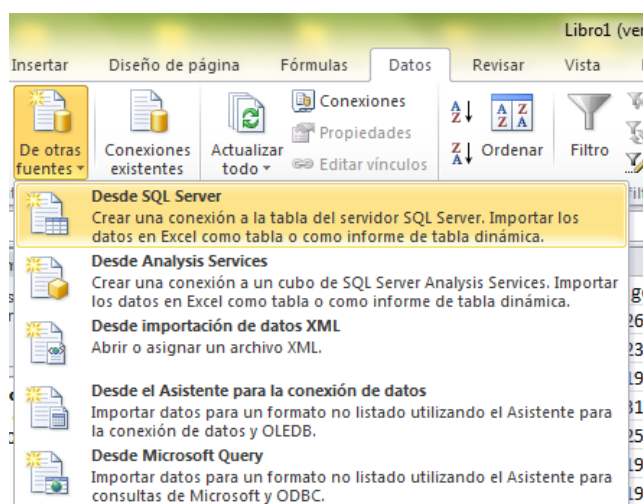 Libro1 (ver
Insertar Diseño de página Fórmulas Datos Revisar Vista
De otras fuentes
Conexiones existentes
Actualizar todo
Conexiones
Propiedades
Editar vínculos
Ordenar
Filtro
Desde SQL Server
Crear una conexión a la tabla del servidor SQL Server. Importar los
datos en Excel como tabla o como informe de tabla dinámica.
Desde Analysis Services
Crear una conexión a un cubo de SQL Server Analysis Services. Importar
los datos en Excel como tabla o como informe de tabla dinámica.
Desde importación de datos XML
Abrir o asignar un archivo XML.
Desde el Asistente para la conexión de datos
Importar datos para un formato no listado utilizando el Asistente para
la conexión de datos y OLEDB.
Desde Microsoft Query
Importar datos para un formato no listado utilizando el Asistente para
consultas de Microsoft y ODBC.